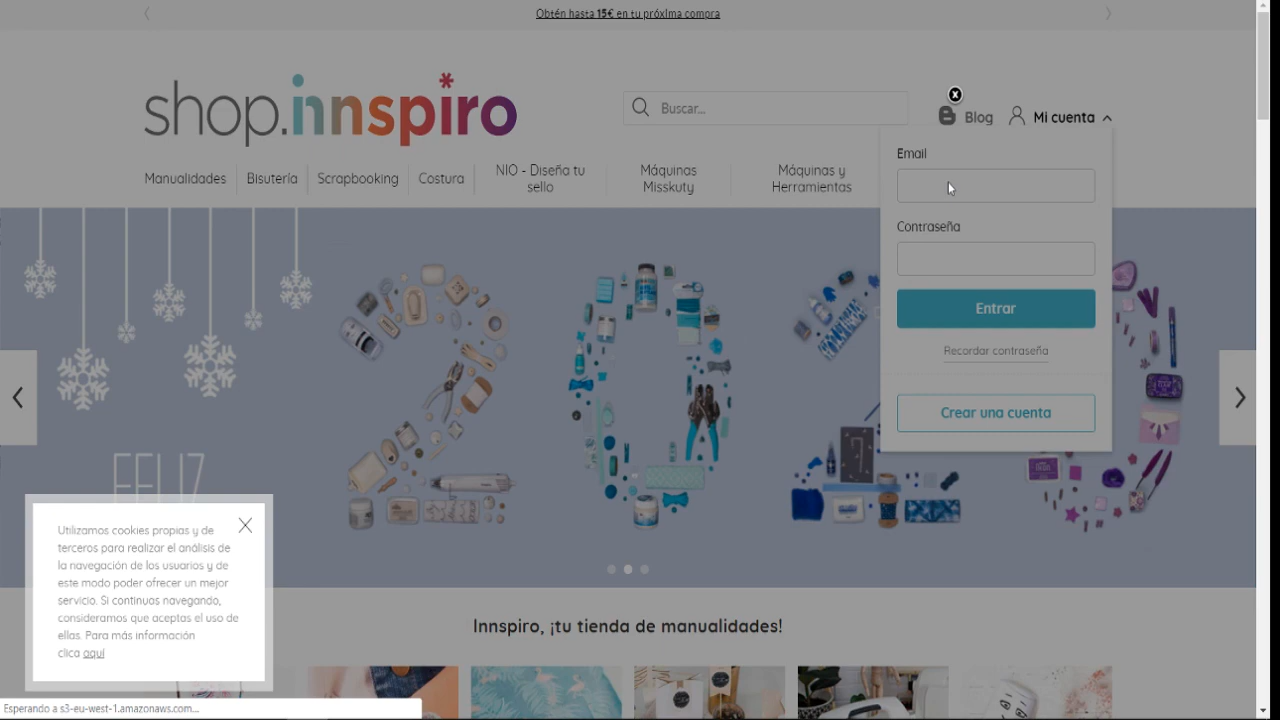 Obtén hasta 15€ en tu próxima compra
shop.innspiro*
Buscar...
Blog
Mi cuenta
Manualidades
Bisutería
Scrapbooking
Costura
NIO - Diseña tu
sello
Máquinas
Misskuty
Máquinas y
Herramientas
Email
Contraseña
Entrar
Recordar contraseña
Crear una cuenta
2020
FELIZ
Utilizamos cookies propias y de
terceros para realizar el análisis de
la navegación de los usuarios y de
este modo poder ofrecer un mejor
servicio. Si continuas navegando,
consideramos que aceptas el uso de
ellas. Para más información
clica aquí
Innspiro, ¡tu tienda de manualidades!
Esperando a s3-eu-west-1.amazonaws.com...